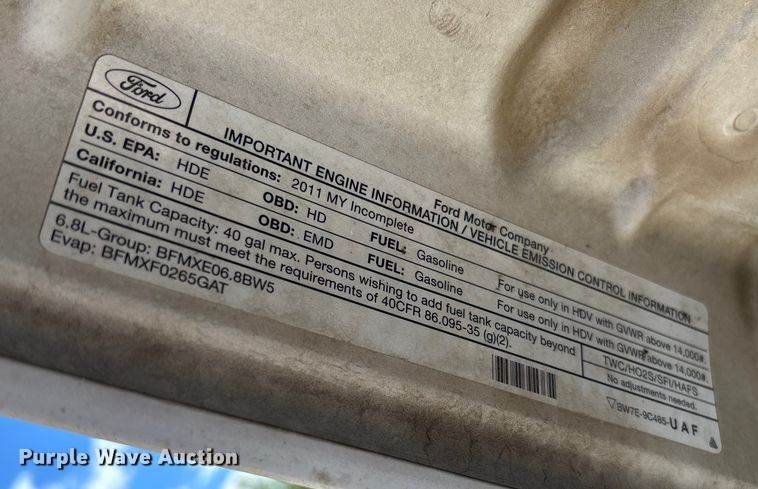 Ford
Ford Motor Company
IMPORTANT ENGINE INFORMATION / VEHICLE EMISSION CONTROL INFORMATION
Conforms to regulations: 2011 MY Incomplete
U.S. EPA: HDE OBD: HD FUEL: Gasoline For use only in HDV with GVWR above 14,000#.
California: HDE OBD: EMD FUEL: Gasoline For use only in HDV with GVWR above 14,000#.
Fuel Tank Capacity: 40 gal max. Persons wishing to add fuel tank capacity beyond
the maximum must meet the requirements of 40CFR 86.095-35 (g)(2).
TWC/HO2S/SFI/HAFS
No adjustments needed.
6.8L-Group: BFMXE06.8BW5
Evap: BFMXF0265GAT
BW7E-9C485-UAF
Purple Wave Auction